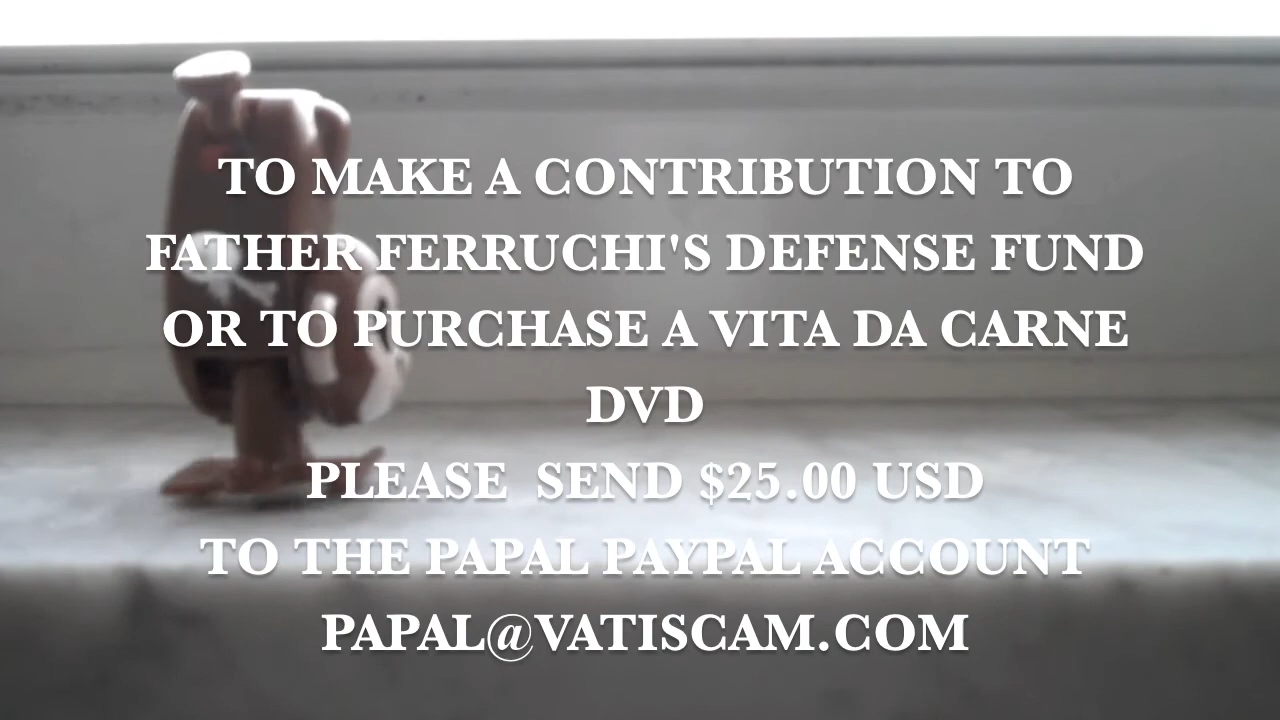 TO MAKE A CONTRIBUTION TO
FATHER FERRUCHI'S DEFENSE FUND
OR TO PURCHASE A VITA DA CARNE
DVD
PLEASE  SEND $25.00 USD
TO THE PAPAL PAYPAL ACCOUNT
PAPAL@VATISCAM.COM